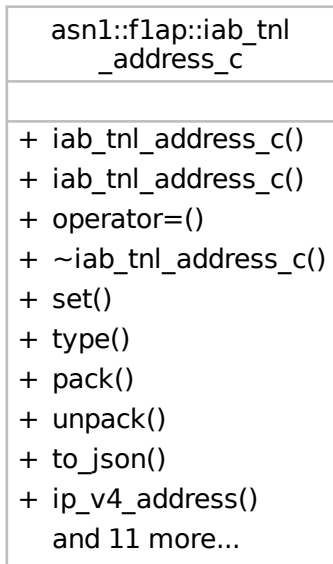 asn1::f1ap::iab_tnl
_address_c
+ iab_tnl_address_c()
+ iab_tnl_address_c()
+ operator=()
+ ~iab_tnl_address_c()
+ set()
+ type()
+ pack()
+ unpack()
+ to_json()
+ ip_v4_address()
and 11 more...